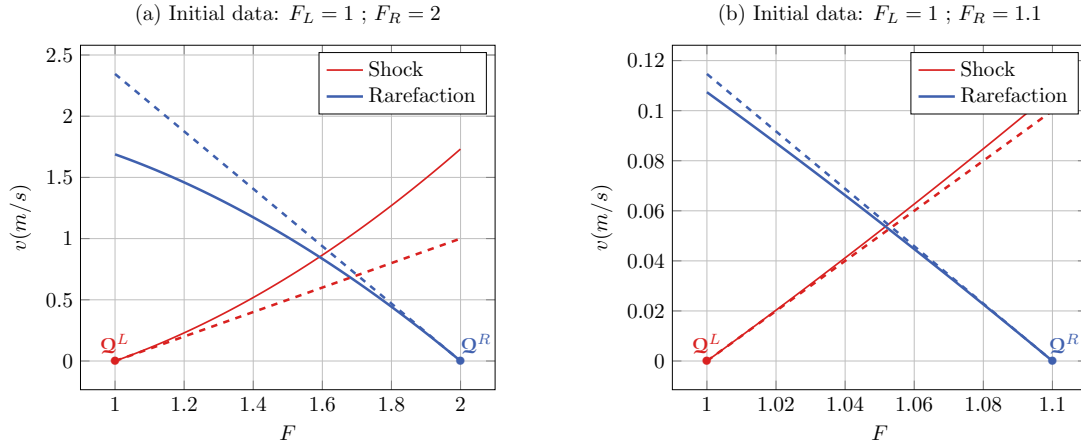 (a) Initial data: F_L = 1 ; F_R = 2
2.5
2
1.5
1
0.5
0
v(m/s)
Shock
Rarefaction
𝔔^L
𝔔^R
1 1.2 1.4 1.6 1.8 2
F
(b) Initial data: F_L = 1 ; F_R = 1.1
0.12
0.1
0.08
0.06
0.04
0.02
0
v(m/s)
Shock
Rarefaction
𝔔^L
𝔔^R
1 1.02 1.04 1.06 1.08 1.1
F